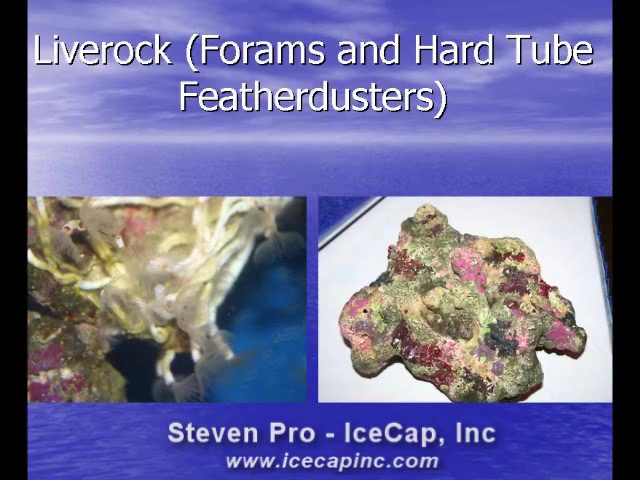 Liverock (Forams and Hard Tube
Featherdusters)
Steven Pro - IceCap, Inc
www.icecapinc.com